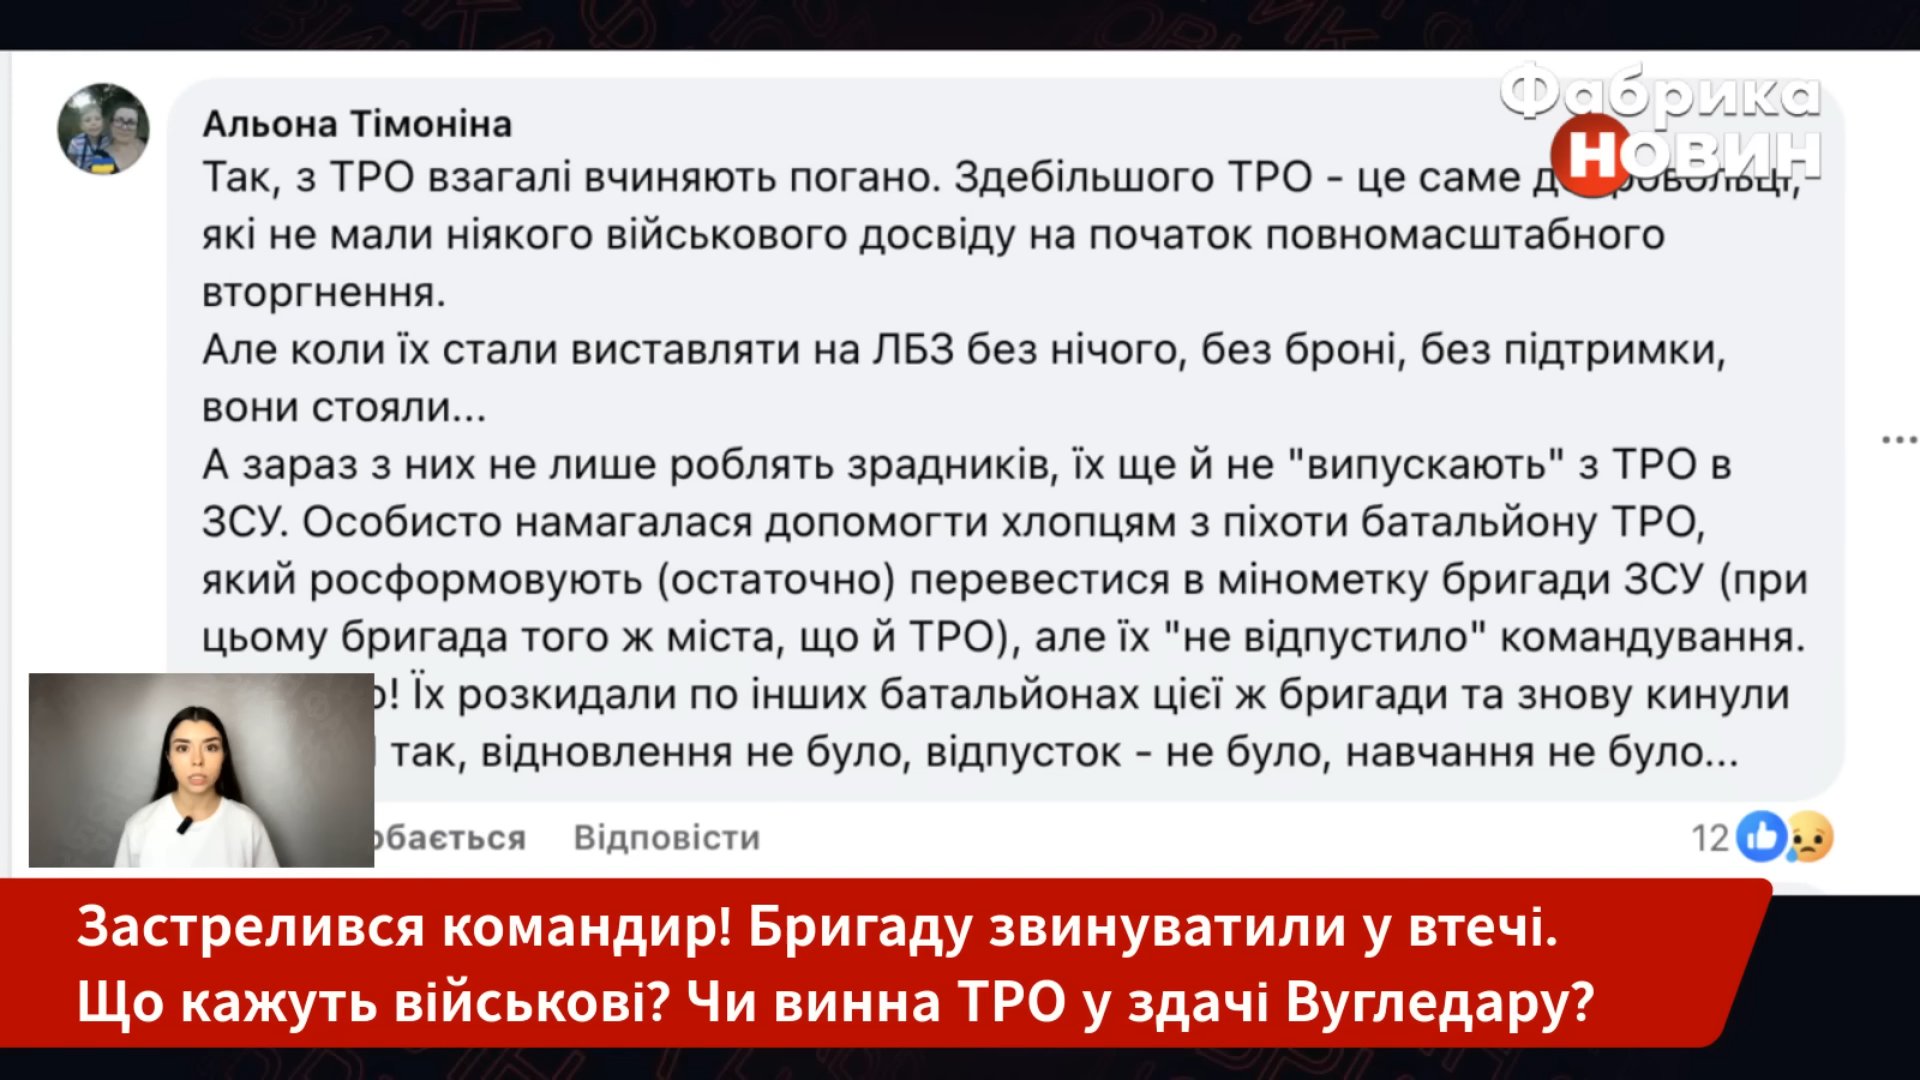 Фабрика
новин
Альона Тімоніна
Так, з ТРО взагалі вчиняють погано. Здебільшого ТРО - це саме
які не мали ніякого військового досвіду на початок повномасштабного
вторгнення.
Але коли їх стали виставляти на ЛБЗ без нічого, без броні, без підтримки,
вони стояли...
А зараз з них не лише роблять зрадників, їх ще й не "випускають" з ТРО в
ЗСУ. Особисто намагалася допомогти хлопцям з піхоти батальйону ТРО,
який росформовують (остаточно) перевестися в мінометку бригади ЗСУ (при
цьому бригада того ж міста, що й ТРО), але їх "не відпустило" командування.
Їх розкидали по інших батальйонах цієї ж бригади та знову кинули
так, відновлення не було, відпусток - не було, навчання не було...
Відповісти
12
Застрелився командир! Бригаду звинуватили у втечі.
Що кажуть військові? Чи винна ТРО у здачі Вугледару?